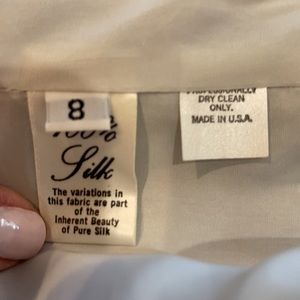 8
100%
Silk
The variations in
this fabric are part
of the
Inherent Beauty
of Pure Silk
PROFESSIONALLY
DRY CLEAN
ONLY.
MADE IN U.S.A.